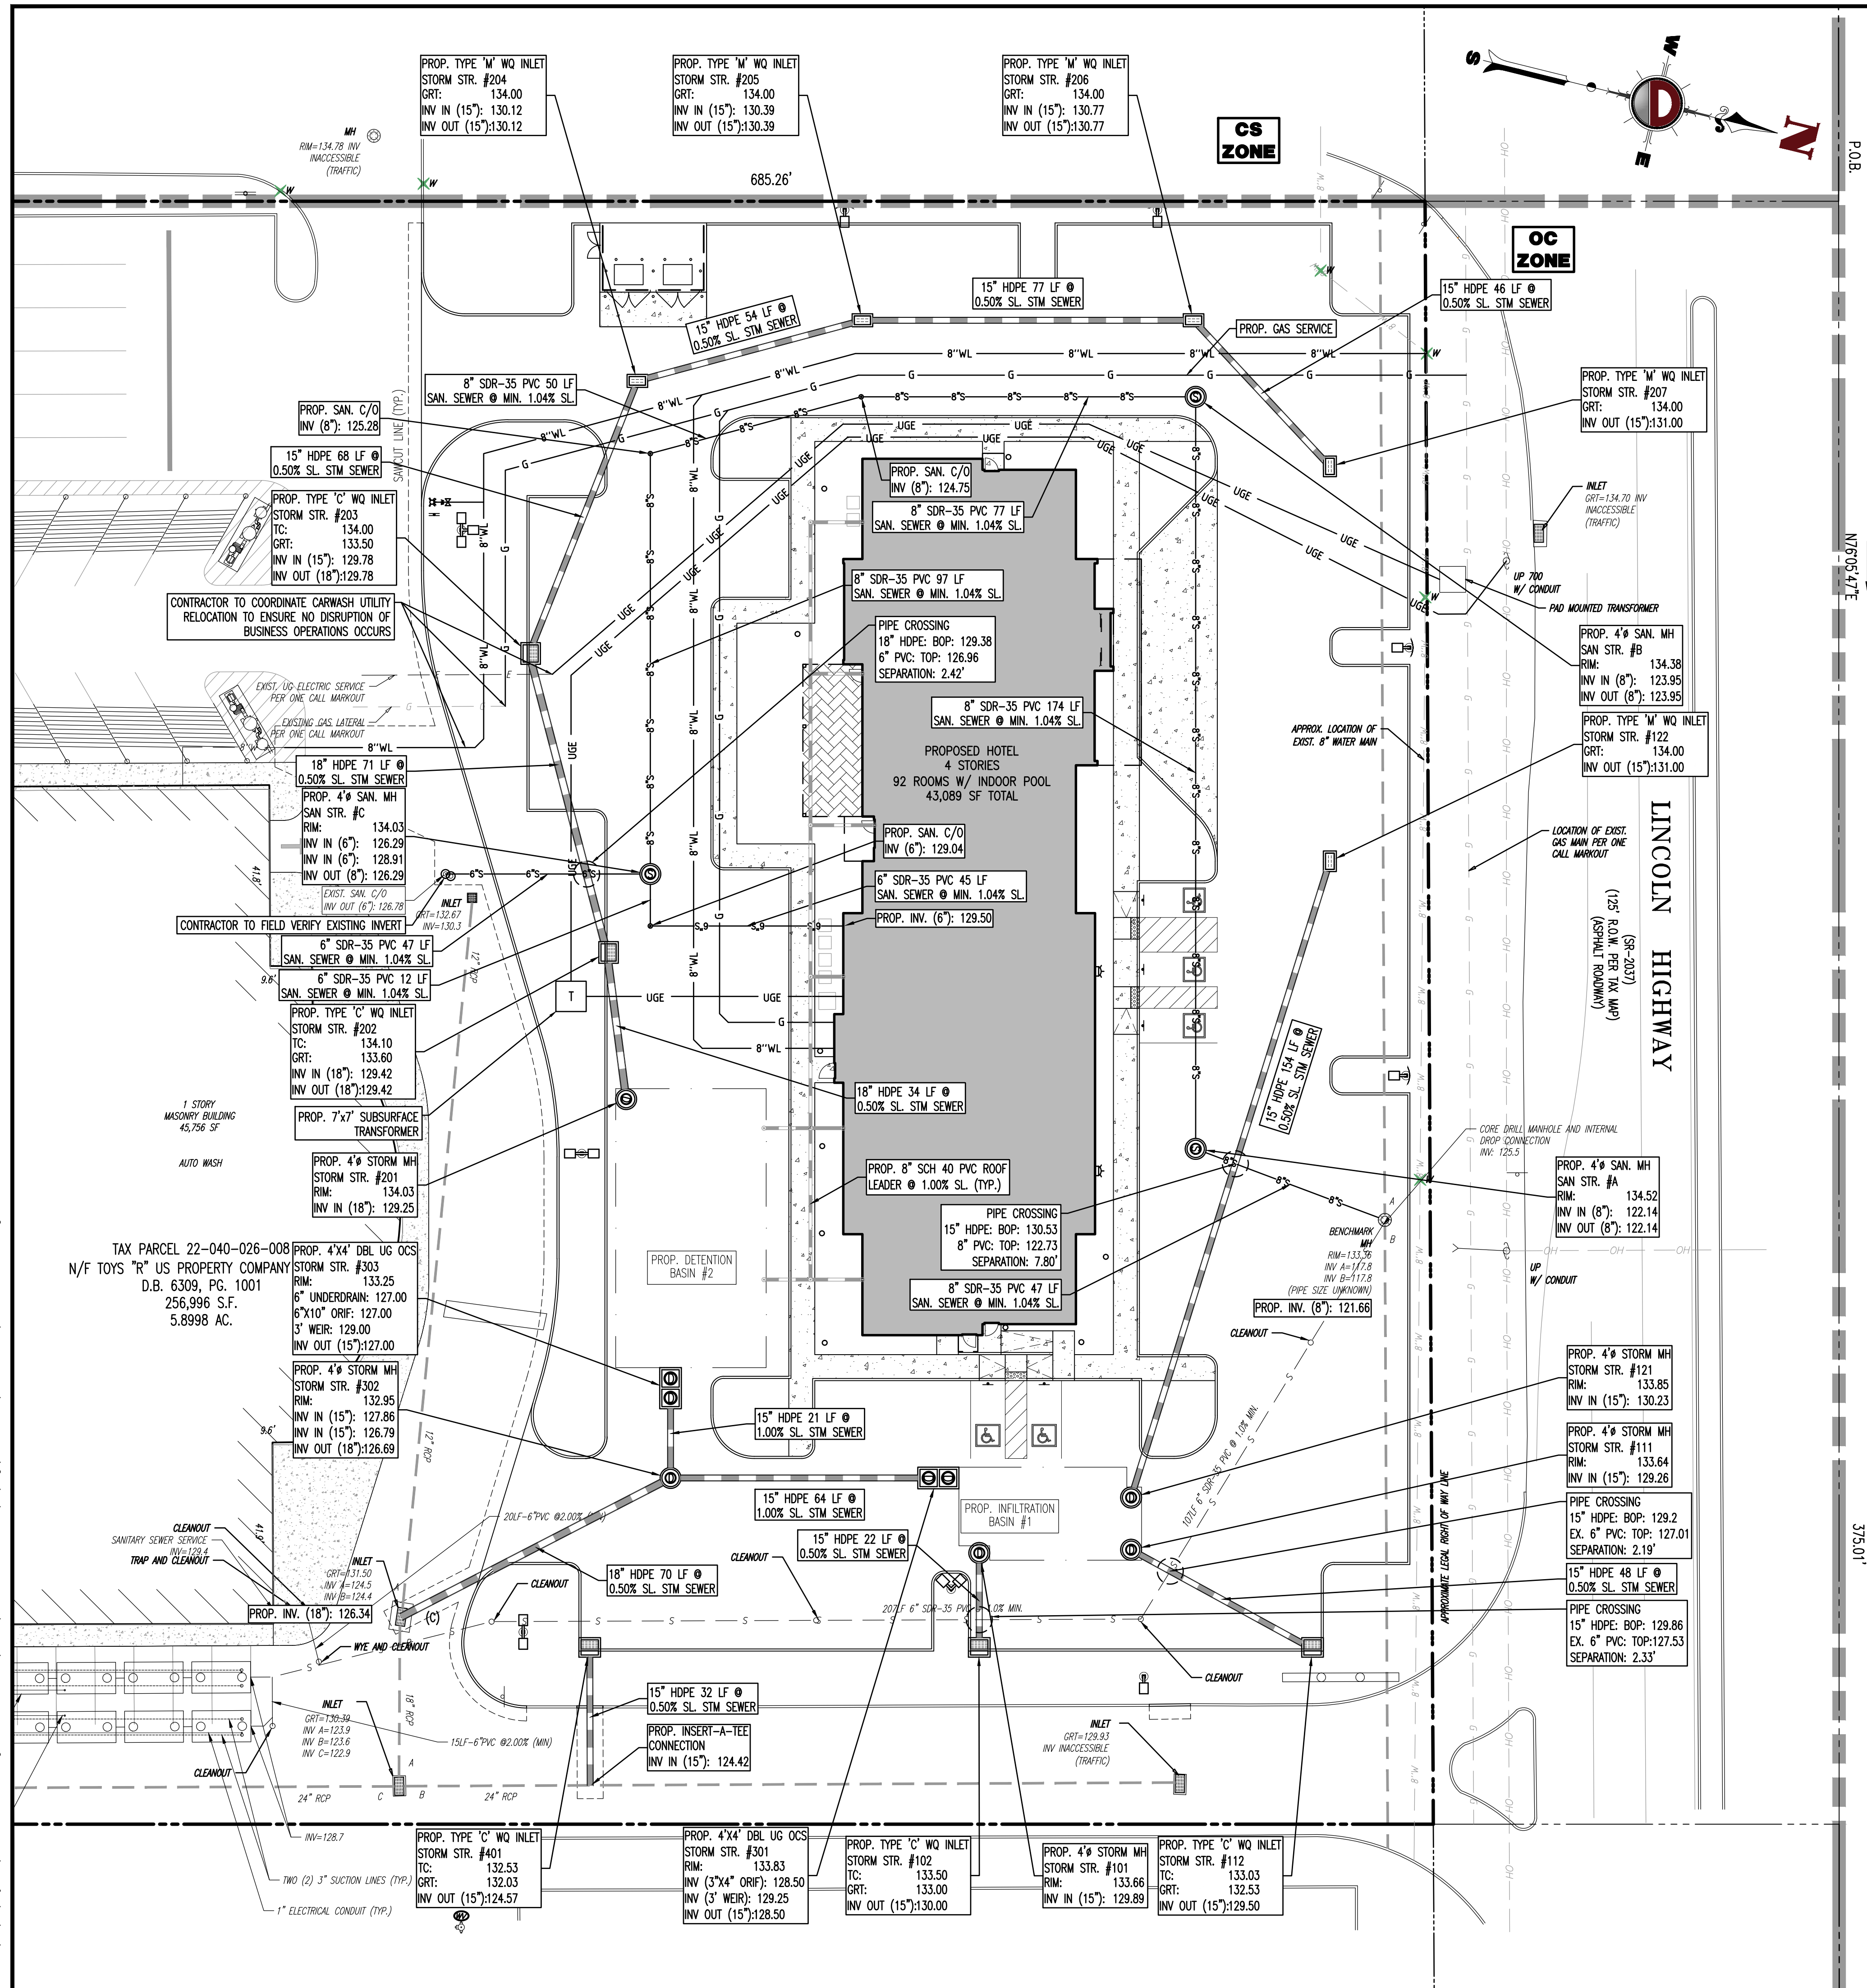 PROP. TYPE 'M' WQ INLET
STORM STR. #204
GRT: 134.00
INV IN (15"): 130.12
INV OUT (15"):130.12
PROP. TYPE 'M' WQ INLET
STORM STR. #205
GRT: 134.00
INV IN (15"): 130.39
INV OUT (15"):130.39
PROP. TYPE 'M' WQ INLET
STORM STR. #206
GRT: 134.00
INV IN (15"): 130.77
INV OUT (15"):130.77
CS
ZONE
S
W
N
E
D
P.O.B.
MH
RIM=134.78 INV
INACCESSIBLE
(TRAFFIC)
685.26'
OC
ZONE
15" HDPE 77 LF @
0.50% SL. STM SEWER
15" HDPE 46 LF @
0.50% SL. STM SEWER
15" HDPE 54 LF @
0.50% SL. STM SEWER
PROP. GAS SERVICE
8" SDR-35 PVC 50 LF
SAN. SEWER @ MIN. 1.04% SL.
PROP. SAN. C/O
INV (8"): 125.28
SAWCUT LINE (TYP.)
PROP. TYPE 'M' WQ INLET
STORM STR. #207
GRT: 134.00
INV OUT (15"):131.00
15" HDPE 68 LF @
0.50% SL. STM SEWER
PROP. SAN. C/O
INV (8"): 124.75
8" SDR-35 PVC 77 LF
SAN. SEWER @ MIN. 1.04% SL.
INLET
GRT=134.70 INV
INACCESSIBLE
(TRAFFIC)
PROP. TYPE 'C' WQ INLET
STORM STR. #203
TC: 134.00
GRT: 133.50
INV IN (15"): 129.78
INV OUT (18"):129.78
N76°05'47"E
8" SDR-35 PVC 97 LF
SAN. SEWER @ MIN. 1.04% SL.
UP 700
W/ CONDUIT
PAD MOUNTED TRANSFORMER
CONTRACTOR TO COORDINATE CARWASH UTILITY
RELOCATION TO ENSURE NO DISRUPTION OF
BUSINESS OPERATIONS OCCURS
PIPE CROSSING
18" HDPE: BOP: 129.38
6" PVC: TOP: 126.96
SEPARATION: 2.42'
PROP. 4'ø SAN. MH
SAN STR. #B
RIM: 134.38
INV IN (8"): 123.95
INV OUT (8"): 123.95
EXIST. UG ELECTRIC SERVICE
PER ONE CALL MARKOUT
EXISTING GAS LATERAL
PER ONE CALL MARKOUT
8" SDR-35 PVC 174 LF
SAN. SEWER @ MIN. 1.04% SL.
APPROX. LOCATION OF
EXIST. 8" WATER MAIN
PROP. TYPE 'M' WQ INLET
STORM STR. #122
GRT: 134.00
INV OUT (15"):131.00
PROPOSED HOTEL
4 STORIES
92 ROOMS W/ INDOOR POOL
43,089 SF TOTAL
18" HDPE 71 LF @
0.50% SL. STM SEWER
PROP. 4'ø SAN. MH
SAN STR. #C
RIM: 134.03
INV IN (6"): 126.29
INV IN (6"): 128.91
INV OUT (8"): 126.29
LINCOLN HIGHWAY
(SR-2037)
(125' R.O.W. PER TAX MAP)
(ASPHALT ROADWAY)
LOCATION OF EXIST.
GAS MAIN PER ONE
CALL MARKOUT
PROP. SAN. C/O
INV (6"): 129.04
41.8'
EXIST. SAN. C/O
INV OUT (6"): 126.78
INLET
GRT=132.67
INV=130.3
6" SDR-35 PVC 45 LF
SAN. SEWER @ MIN. 1.04% SL.
PROP. INV. (6"): 129.50
CONTRACTOR TO FIELD VERIFY EXISTING INVERT
6" SDR-35 PVC 47 LF
SAN. SEWER @ MIN. 1.04% SL.
12" RCP
9.6'
6" SDR-35 PVC 12 LF
SAN. SEWER @ MIN. 1.04% SL.
T
UGE
UGE
PROP. TYPE 'C' WQ INLET
STORM STR. #202
TC: 134.10
GRT: 133.60
INV IN (18"): 129.42
INV OUT (18"):129.42
8"WL
15" HDPE 154 LF @
0.50% SL. STM SEWER
18" HDPE 34 LF @
0.50% SL. STM SEWER
1 STORY
MASONRY BUILDING
45,756 SF
AUTO WASH
PROP. 7'x7' SUBSURFACE
TRANSFORMER
CORE DRILL MANHOLE AND INTERNAL
DROP CONNECTION
INV: 125.5
PROP. 4'ø STORM MH
STORM STR. #201
RIM: 134.03
INV IN (18"): 129.25
PROP. 8" SCH 40 PVC ROOF
LEADER @ 1.00% SL. (TYP.)
PROP. 4'ø SAN. MH
SAN STR. #A
RIM: 134.52
INV IN (8"): 122.14
INV OUT (8"): 122.14
PIPE CROSSING
15" HDPE: BOP: 130.53
8" PVC: TOP: 122.73
SEPARATION: 7.80'
BENCHMARK
MH
RIM=133.36
INV A=117.8
INV B=117.8
(PIPE SIZE UNKNOWN)
A
B
TAX PARCEL 22-040-026-008
N/F TOYS "R" US PROPERTY COMPANY
D.B. 6309, PG. 1001
256,996 S.F.
5.8998 AC.
PROP. 4'X4' DBL UG OCS
STORM STR. #303
RIM: 133.25
6" UNDERDRAIN: 127.00
6"X10" ORIF: 127.00
3' WEIR: 129.00
INV OUT (15"):127.00
PROP. DETENTION
BASIN #2
UP
W/ CONDUIT
8" SDR-35 PVC 47 LF
SAN. SEWER @ MIN. 1.04% SL.
PROP. INV. (8"): 121.66
CLEANOUT
PROP. 4'ø STORM MH
STORM STR. #302
RIM: 132.95
INV IN (15"): 127.86
INV IN (15"): 126.79
INV OUT (18"):126.69
PROP. 4'ø STORM MH
STORM STR. #121
RIM: 133.85
INV IN (15"): 130.23
9.6'
12" RCP
15" HDPE 21 LF @
1.00% SL. STM SEWER
107LF 6" SDR-35 PVC @ 1.0% MIN.
PROP. 4'ø STORM MH
STORM STR. #111
RIM: 133.64
INV IN (15"): 129.26
15" HDPE 64 LF @
1.00% SL. STM SEWER
PROP. INFILTRATION
BASIN #1
APPROXIMATE LEGAL RIGHT OF WAY LINE
PIPE CROSSING
15" HDPE: BOP: 129.2
EX. 6" PVC: TOP: 127.01
SEPARATION: 2.19'
375.01'
CLEANOUT
SANITARY SEWER SERVICE
INV=129.4
TRAP AND CLEANOUT
41.9'
20LF-6"PVC @2.00% (MIN)
15" HDPE 22 LF @
0.50% SL. STM SEWER
CLEANOUT
INLET
GRT=131.50
INV A=124.5
INV B=124.4
18" HDPE 70 LF @
0.50% SL. STM SEWER
CLEANOUT
15" HDPE 48 LF @
0.50% SL. STM SEWER
PROP. INV. (18"): 126.34
(C)
207LF 6" SDR-35 PVC @ 1.0% MIN.
PIPE CROSSING
15" HDPE: BOP: 129.86
EX. 6" PVC: TOP:127.53
SEPARATION: 2.33'
WYE AND CLEANOUT
CLEANOUT
15" HDPE 32 LF @
0.50% SL. STM SEWER
INLET
GRT=130.39
INV A=123.9
INV B=123.6
INV C=122.9
18" RCP
15LF-6"PVC @2.00% (MIN)
PROP. INSERT-A-TEE
CONNECTION
INV IN (15"): 124.42
INLET
GRT=129.93
INV INACCESSIBLE
(TRAFFIC)
CLEANOUT
A
24" RCP
C
B
24" RCP
INV=128.7
TWO (2) 3" SUCTION LINES (TYP.)
1" ELECTRICAL CONDUIT (TYP.)
PROP. TYPE 'C' WQ INLET
STORM STR. #401
TC: 132.53
GRT: 132.03
INV OUT (15"):124.57
PROP. 4'X4' DBL UG OCS
STORM STR. #301
RIM: 133.83
INV (3"X4" ORIF): 128.50
INV (3' WEIR): 129.25
INV OUT (15"):128.50
PROP. TYPE 'C' WQ INLET
STORM STR. #102
TC: 133.50
GRT: 133.00
INV OUT (15"):130.00
PROP. 4'ø STORM MH
STORM STR. #101
RIM: 133.66
INV IN (15"): 129.89
PROP. TYPE 'C' WQ INLET
STORM STR. #112
TC: 133.03
GRT: 132.53
INV OUT (15"):129.50